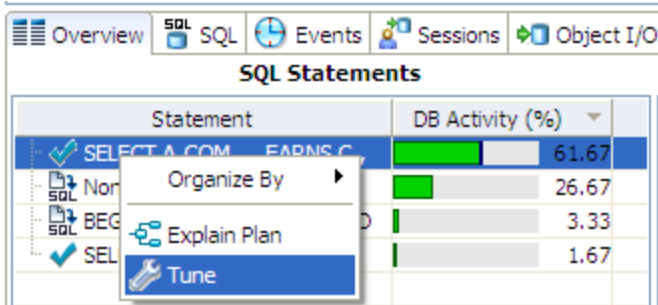 Overview SQL SQL Events Sessions Object I/O
SQL Statements
Statement DB Activity (%)
SELECT A.COM... EARNS C., 61.67
SQL Non 26.67
SQL BEG D 3.33
SEL 1.67
Organize By
Explain Plan
Tune